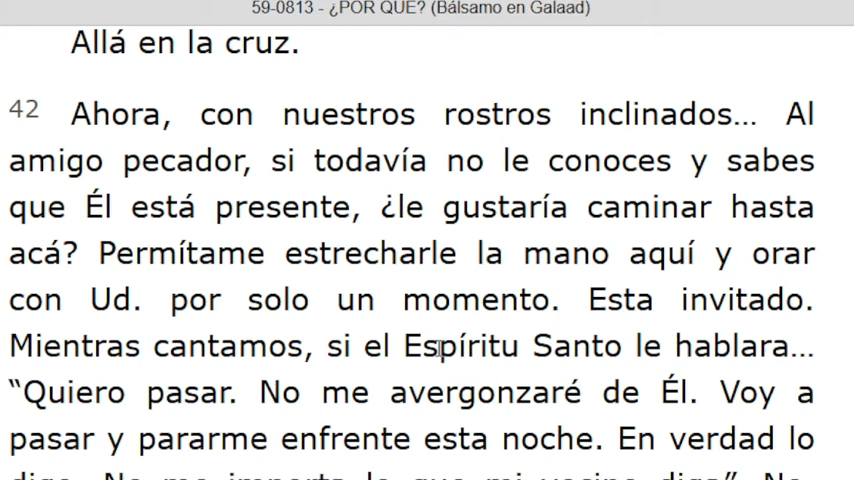 59-0813 - ¿POR QUE? (Bálsamo en Galaad)
Allá en la cruz.
42 Ahora, con nuestros rostros inclinados... Al
amigo pecador, si todavía no le conoces y sabes
que Él está presente, ¿le gustaría caminar hasta
acá? Permítame estrecharle la mano aquí y orar
con Ud. por solo un momento. Esta invitado.
Mientras cantamos, si el Espíritu Santo le hablara...
“Quiero pasar. No me avergonzaré de Él. Voy a
pasar y pararme enfrente esta noche. En verdad lo